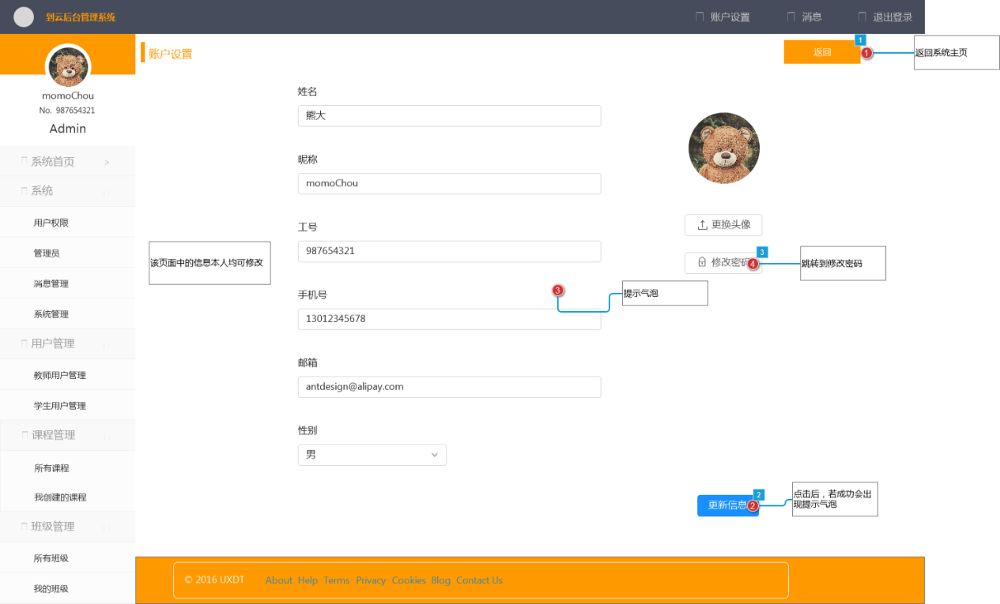 到云后台管理系统
账户设置
消息
退出登录
账户设置
返回
1
1
返回系统主页
momoChou
No. 987654321
Admin
系统首页 >
系统
用户权限
管理员
消息管理
系统管理
用户管理
教师用户管理
学生用户管理
课程管理
所有课程
我创建的课程
班级管理
所有班级
我的班级
该页面中的信息本人均可修改
姓名
熊大
昵称
momoChou
工号
987654321
手机号
3
提示气泡
13012345678
邮箱
antdesign@alipay.com
性别
男
更换头像
修改密码
3
4
跳转到修改密码
更新信息
2
2
点击后，若成功会出
现提示气泡
© 2016 UXDT
About Help Terms Privacy Cookies Blog Contact Us